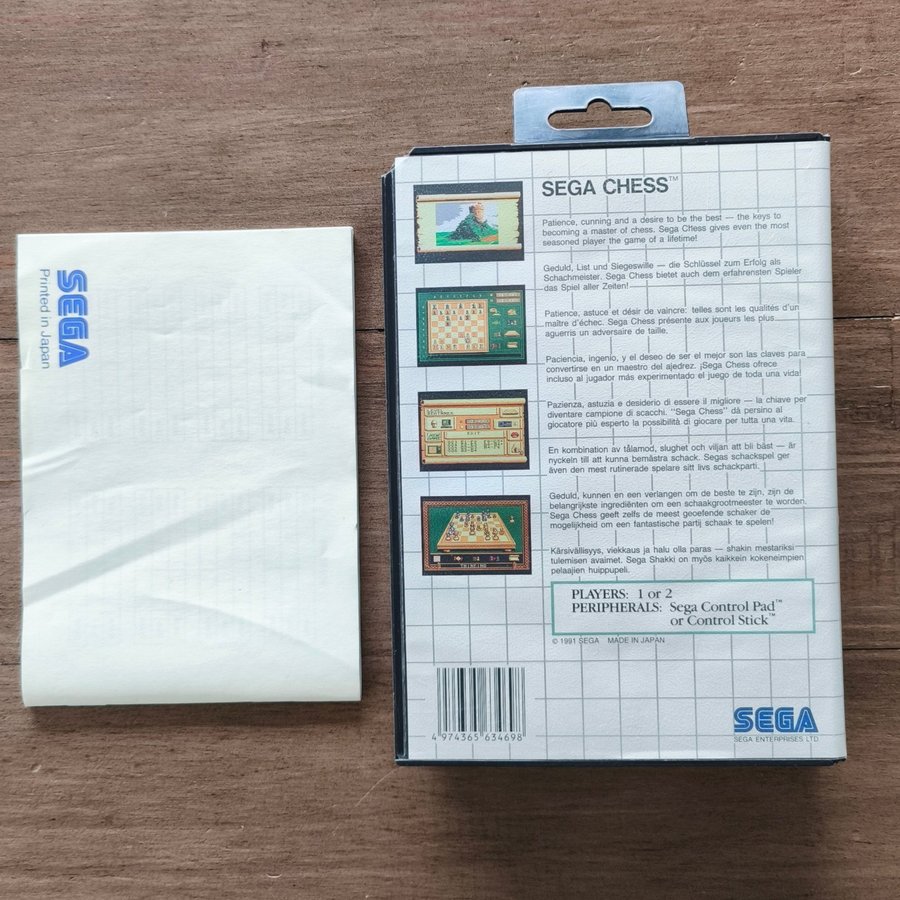 SEGA
Printed in Japan
SEGA CHESS™
Patience, cunning and a desire to be the best — the keys to
becoming a master of chess. Sega Chess gives even the most
seasoned player the game of a lifetime!
Geduld, List und Siegeswille — die Schlüssel zum Erfolg als
Schachmeister. Sega Chess bietet auch dem erfahrensten Spieler
das Spiel aller Zeiten!
Patience, astuce et désir de vaincre: telles sont les qualités d'un
maître d'échec. Sega Chess présente aux joueurs les plus
aguerris un adversaire de taille.
Paciencia, ingenio, y el deseo de ser el mejor son las claves para
convertirse en un maestro del ajedrez. ¡Sega Chess ofrece
incluso al jugador más experimentado el juego de toda una vida!
Pazienza, astuzia e desiderio di essere il migliore — la chiave per
diventare campione di scacchi. "Sega Chess" dà persino al
giocatore più esperto la possibilità di giocare per tutta una vita.
En kombination av tålamod, slughet och viljan att bli bäst — är
nyckeln till att kunna bemästra schack. Segas schackspel ger
även den mest rutinerade spelare sitt livs schackparti.
Geduld, kunnen en een verlangen om de beste te zijn, zijn de
belangrijkste ingrediënten om een schaakgrootmeester te worden.
Sega Chess geeft zelfs de meest geoefende schaker de
mogelijkheid om een fantastische partij schaak te spelen!
Kärsivällisyys, viekkaus ja halu olla paras — shakin mestariksi
tulemisen avaimet. Sega Shakki on myös kaikkein kokeneimpien
pelaajien huippupeli.
PLAYERS: 1 or 2
PERIPHERALS: Sega Control Pad™
or Control Stick™
© 1991 SEGA MADE IN JAPAN
THINKING
4 974365 634698
SEGA
SEGA ENTERPRISES LTD.